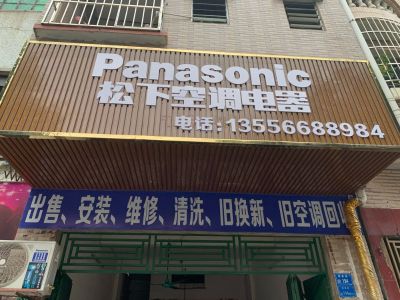 Panasonic
松下空调电器
电话:13556688984
出售、安装、维修、清洗、旧换新、旧空调回收